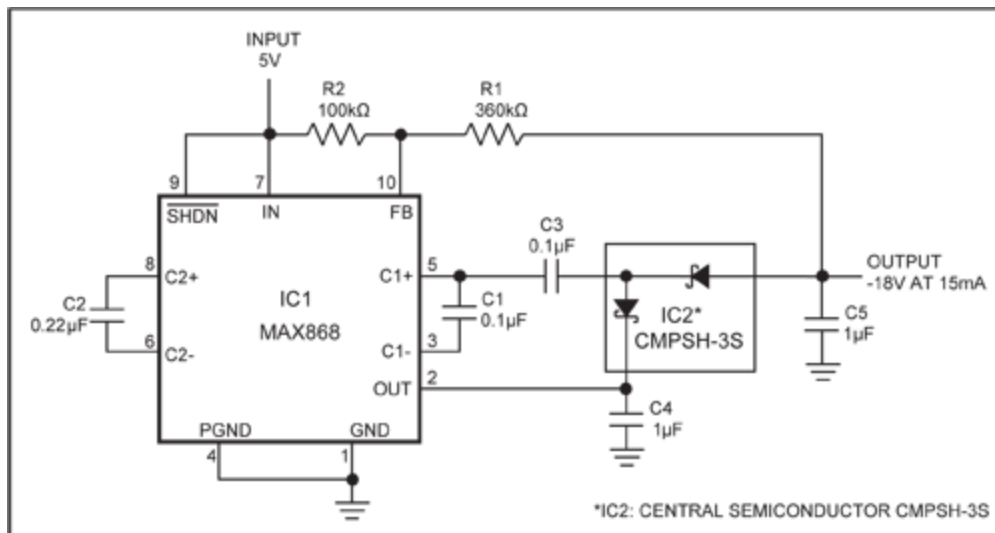 INPUT
5V
R2
100kΩ
R1
360kΩ
9
7
10
SHDN
IN
FB
C3
0.1µF
8
C2+
5
C1+
OUTPUT
-18V AT 15mA
C2
0.22µF
IC1
MAX868
C1
0.1µF
IC2*
CMPSH-3S
C5
1µF
6
C2-
3
C1-
2
OUT
C4
1µF
PGND
GND
4
1
*IC2: CENTRAL SEMICONDUCTOR CMPSH-3S